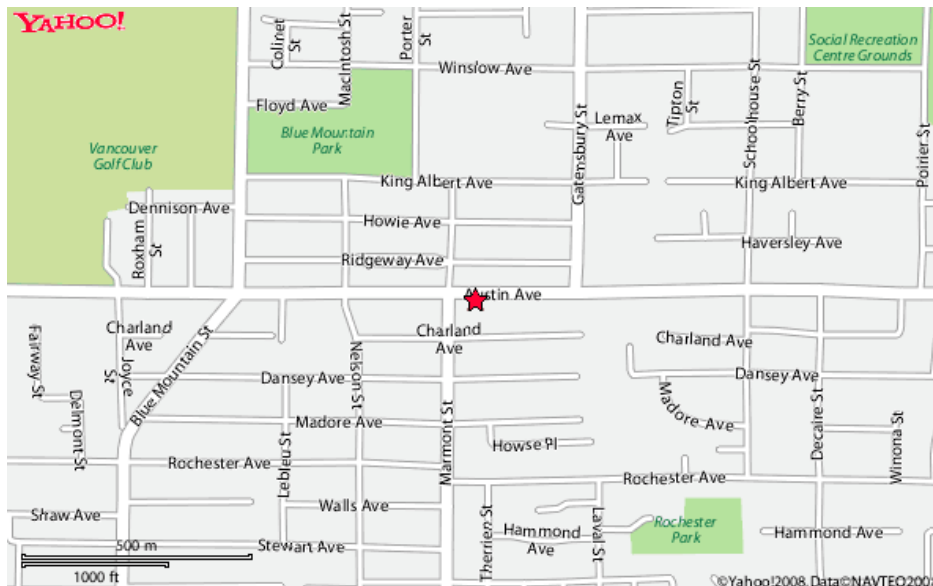 YAHOO!
Colinet
St
MacIntosh St
Porter
St
Winslow Ave
Social Recreation
Centre Grounds
Floyd Ave
Blue Mountain
Park
Gatensbury St
Lemax
Ave
Tipton
St
Schoolhouse St
Berry St
Poirier St
Vancouver
Golf Club
King Albert Ave
King Albert Ave
Dennison Ave
Roxham
St
Howie Ave
Haversley Ave
Ridgeway Ave
Austin Ave
Fairway St
Charland
Ave
Joyce
St
Blue Mountain St
Charland
Ave
Charland Ave
Nelson St
Dansey Ave
Dansey Ave
Delmont St
Madore Ave
Madore Ave
Marmont St
Decaire St
Winona St
Howse Pl
Lebleu St
Rochester Ave
Rochester Ave
Walls Ave
Shaw Ave
Therrien St
Hammond
Ave
Laval St
Rochester
Park
Hammond Ave
Stewart Ave
500 m
1000 ft
©Yahoo!2008, Data©NAVTEQ200